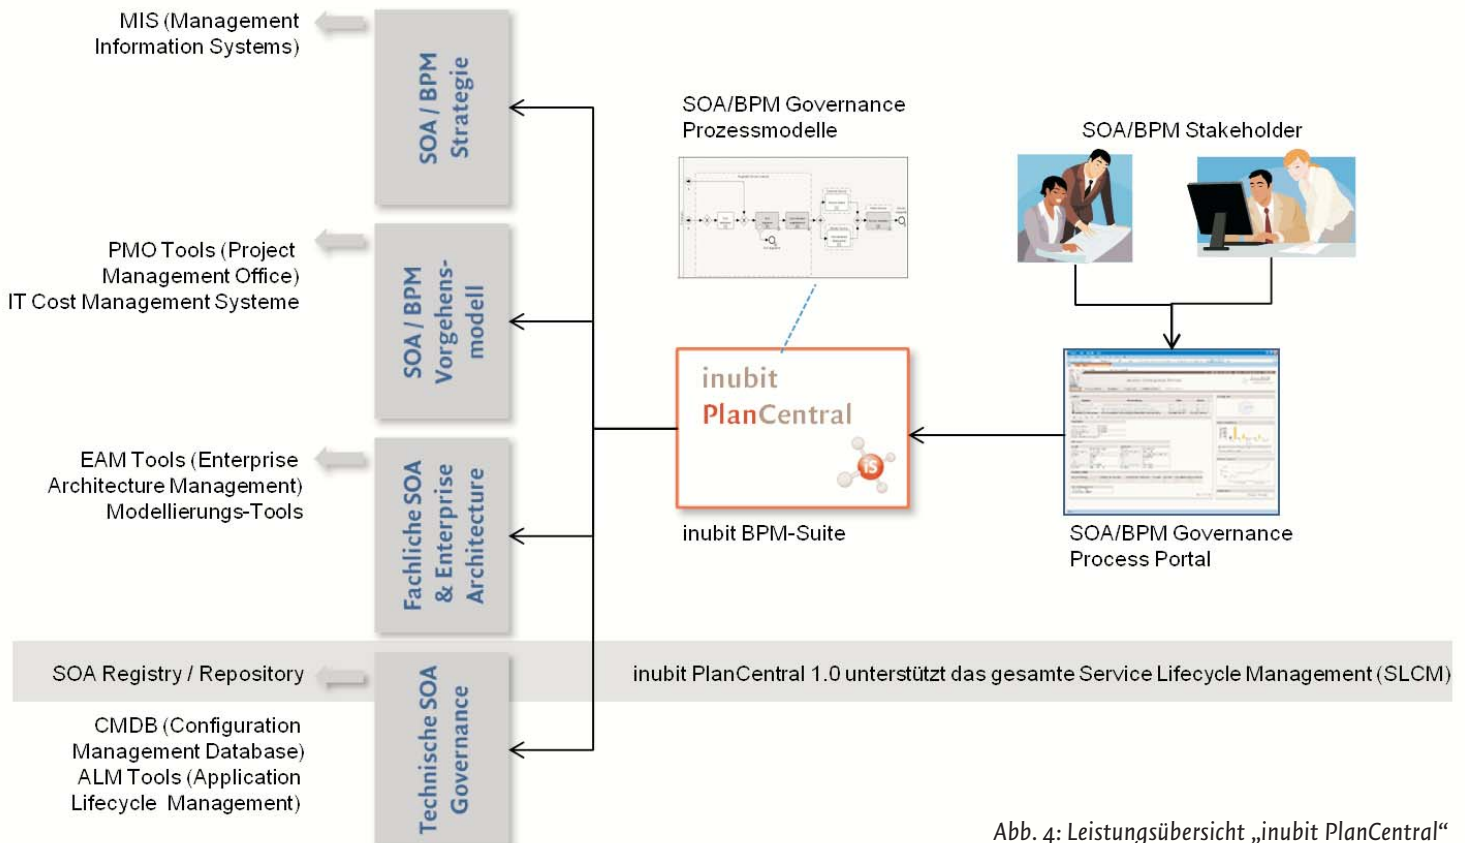 MIS (Management
Information Systems)
SOA / BPM
Strategie
PMO Tools (Project
Management Office)
IT Cost Management Systeme
SOA / BPM
Vorgehens-
modell
EAM Tools (Enterprise
Architecture Management)
Modellierungs-Tools
Fachliche SOA
& Enterprise
Architecture
SOA Registry / Repository
CMDB (Configuration
Management Database)
ALM Tools (Application
Lifecycle Management)
Technische SOA
Governance
SOA/BPM Governance
Prozessmodelle
inubit
PlanCentral
iS
inubit BPM-Suite
SOA/BPM Stakeholder
SOA/BPM Governance
Process Portal
inubit PlanCentral 1.0 unterstützt das gesamte Service Lifecycle Management (SLCM)
Abb. 4: Leistungsübersicht „inubit PlanCentral“